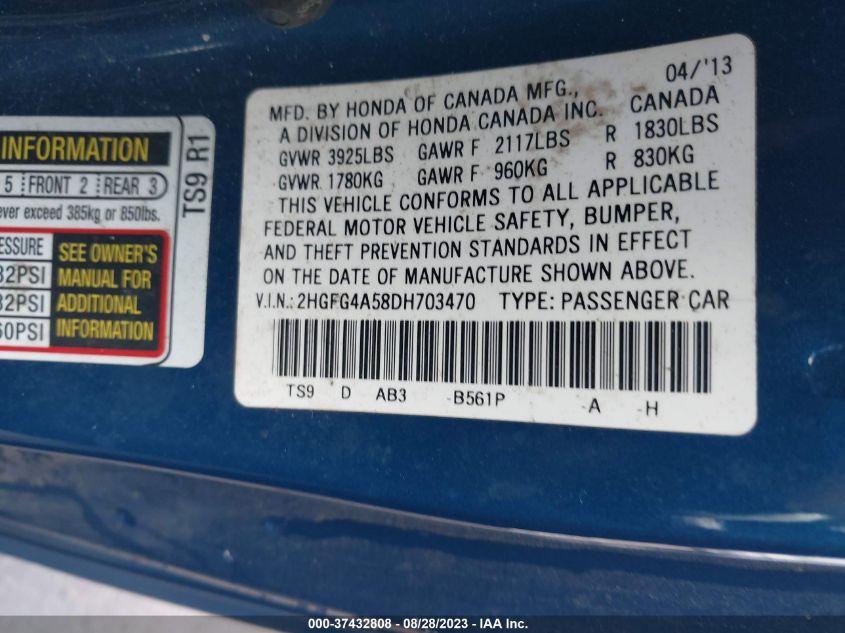 INFORMATION
5 FRONT 2 REAR 3
ever exceed 385kg or 850lbs.
SEE OWNER'S
MANUAL FOR
ADDITIONAL
INFORMATION
TS9 R1
04/'13
MFD. BY HONDA OF CANADA MFG.,
A DIVISION OF HONDA CANADA INC. CANADA
GVWR 3925LBS GAWR F 2117LBS R 1830LBS
GVWR 1780KG GAWR F 960KG R 830KG
THIS VEHICLE CONFORMS TO ALL APPLICABLE
FEDERAL MOTOR VEHICLE SAFETY, BUMPER,
AND THEFT PREVENTION STANDARDS IN EFFECT
ON THE DATE OF MANUFACTURE SHOWN ABOVE.
V.I.N.: 2HGFG4A58DH703470 TYPE: PASSENGER CAR
TS9 D AB3 -B561P -A -H
000-37432808 - 08/28/2023 - IAA Inc.